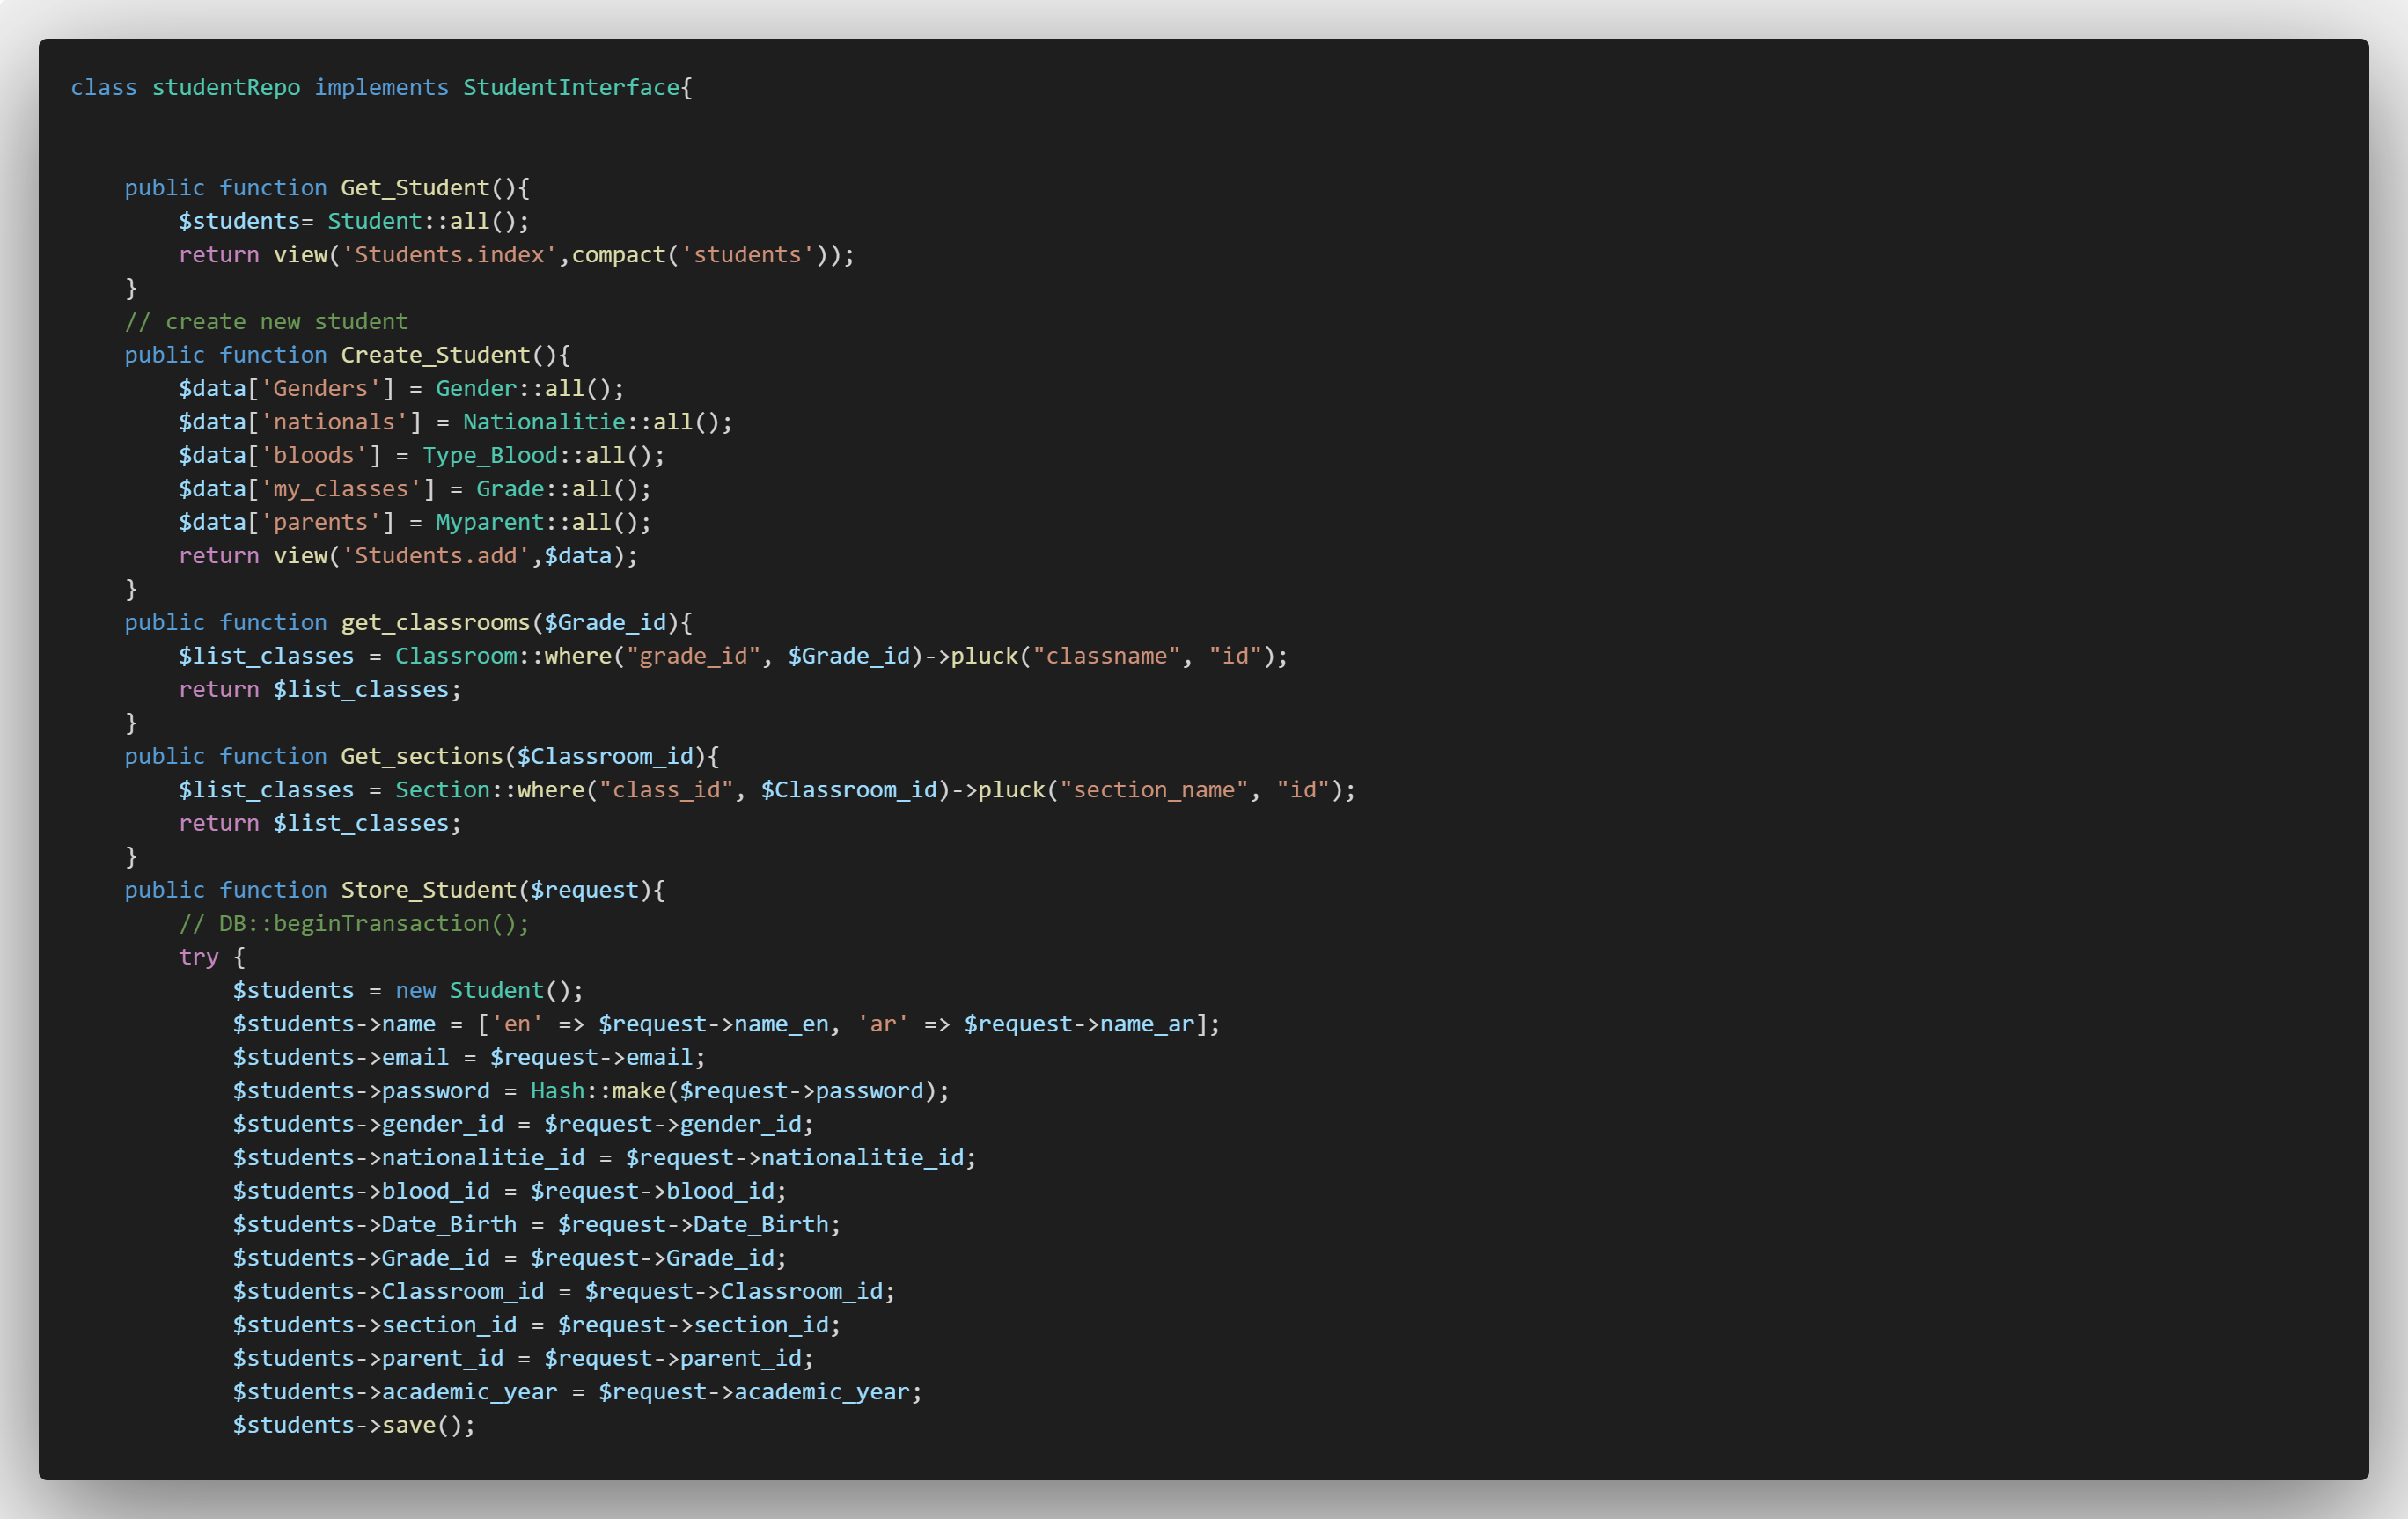 class studentRepo implements StudentInterface{
public function Get_Student(){
$students= Student::all();
return view('Students.index',compact('students'));
}
// create new student
public function Create_Student(){
$data['Genders'] = Gender::all();
$data['nationals'] = Nationalitie::all();
$data['bloods'] = Type_Blood::all();
$data['my_classes'] = Grade::all();
$data['parents'] = Myparent::all();
return view('Students.add',$data);
}
public function get_classrooms($Grade_id){
$list_classes = Classroom::where("grade_id", $Grade_id)->pluck("classname", "id");
return $list_classes;
}
public function Get_sections($Classroom_id){
$list_classes = Section::where("class_id", $Classroom_id)->pluck("section_name", "id");
return $list_classes;
}
public function Store_Student($request){
// DB::beginTransaction();
try {
$students = new Student();
$students->name = ['en' => $request->name_en, 'ar' => $request->name_ar];
$students->email = $request->email;
$students->password = Hash::make($request->password);
$students->gender_id = $request->gender_id;
$students->nationalitie_id = $request->nationalitie_id;
$students->blood_id = $request->blood_id;
$students->Date_Birth = $request->Date_Birth;
$students->Grade_id = $request->Grade_id;
$students->Classroom_id = $request->Classroom_id;
$students->section_id = $request->section_id;
$students->parent_id = $request->parent_id;
$students->academic_year = $request->academic_year;
$students->save();